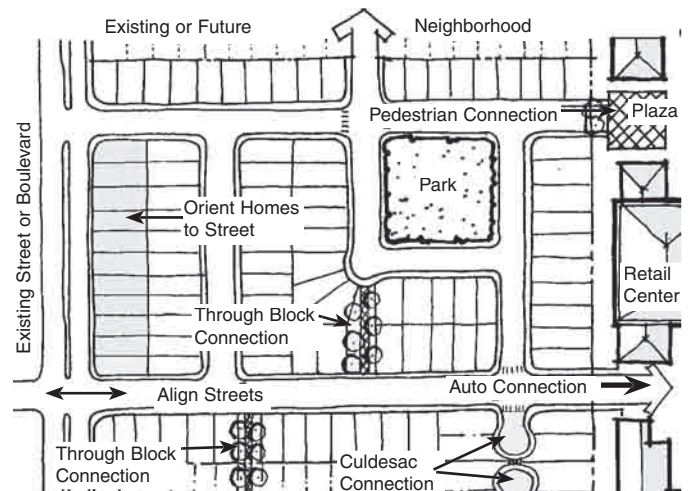 Existing or Future
Neighborhood
Pedestrian Connection
Plaza
Existing Street or Boulevard
Park
Orient Homes
to Street
Retail
Center
Through Block
Connection
Auto Connection
Align Streets
Through Block
Connection
Culdesac
Connection